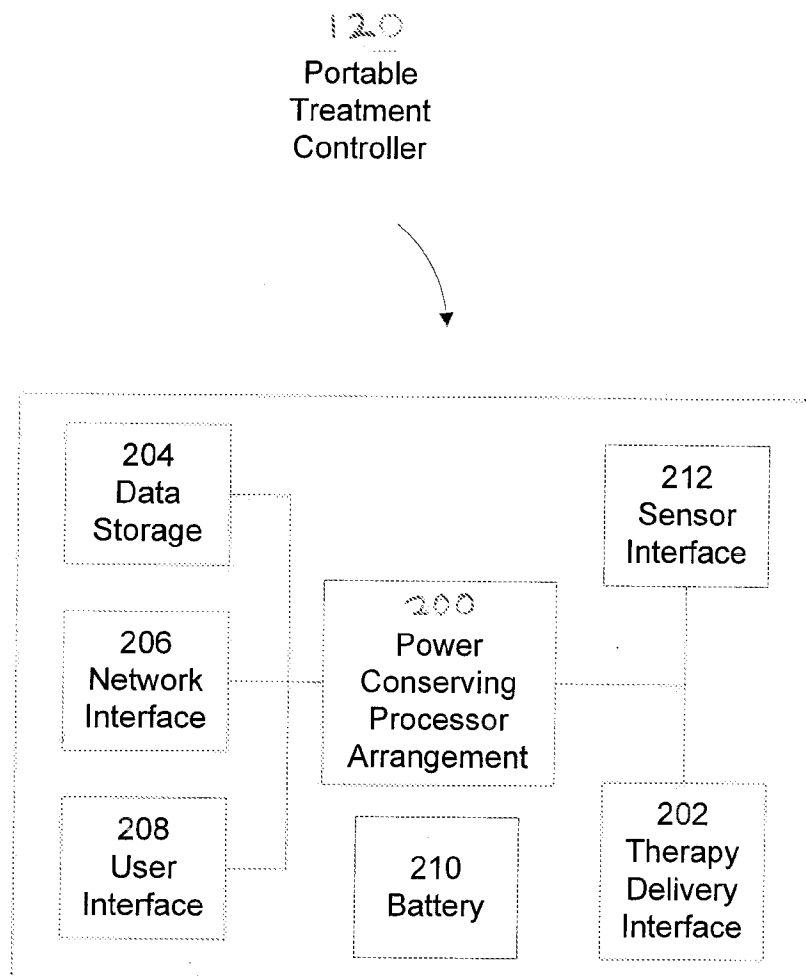 120
Portable
Treatment
Controller
204
Data
Storage
206
Network
Interface
208
User
Interface
200
Power
Conserving
Processor
Arrangement
210
Battery
212
Sensor
Interface
202
Therapy
Delivery
Interface